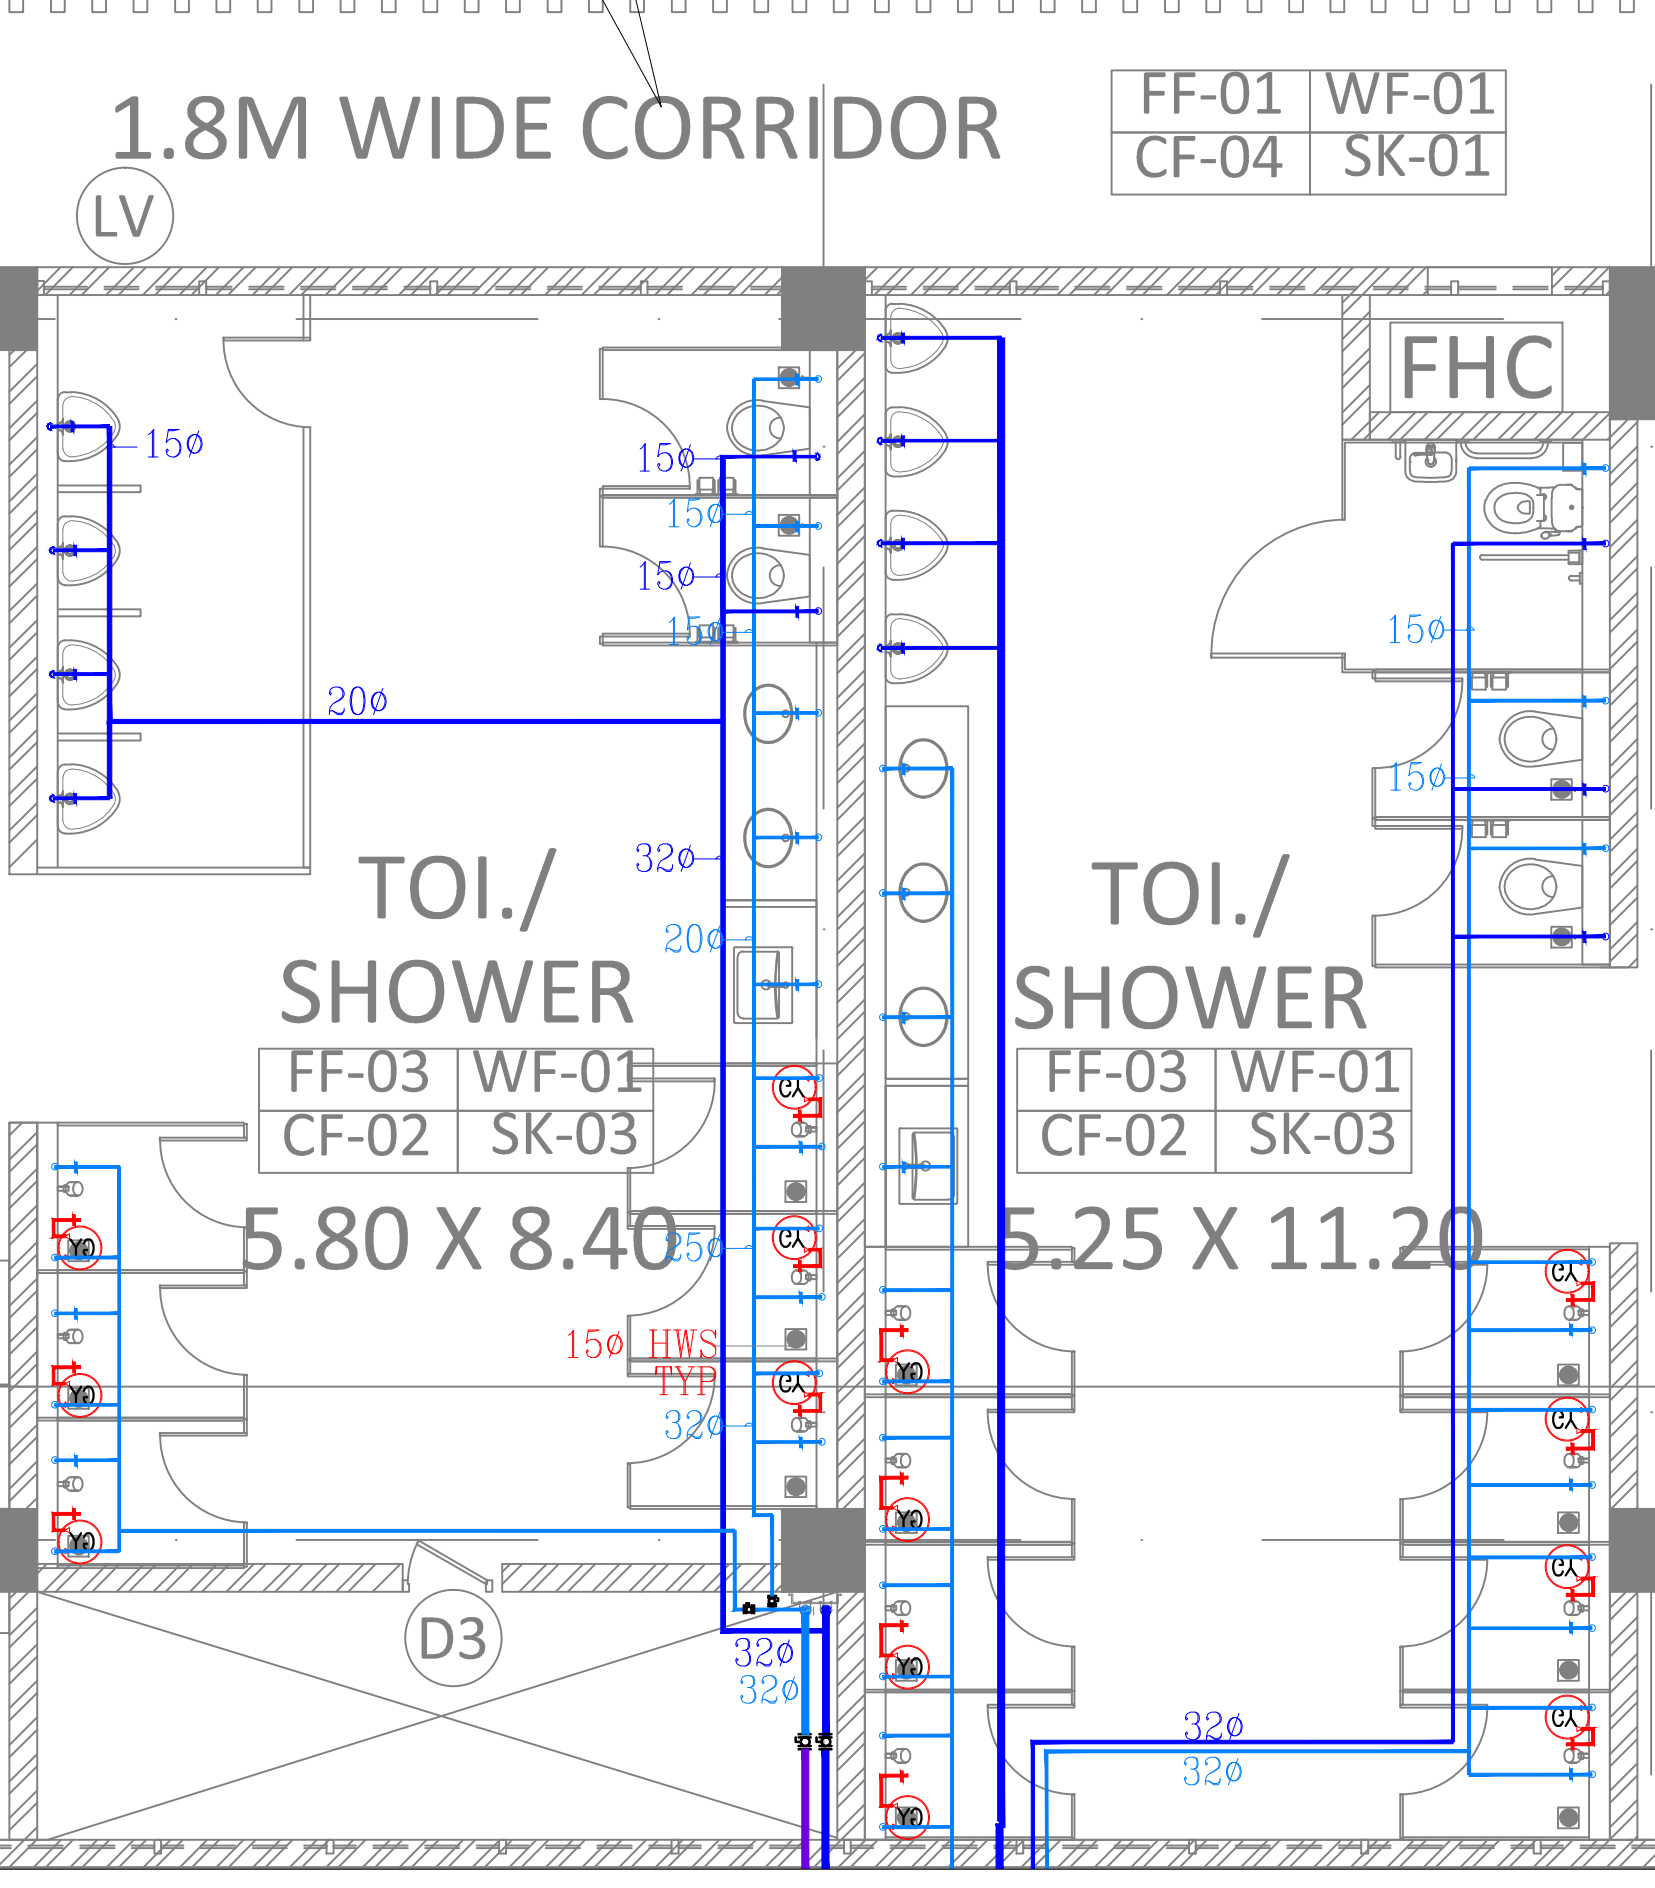 1.8M WIDE CORRIDOR
FF-01 WF-01
CF-04 SK-01
LV
FHC
15ø
15ø
15ø
15ø
15ø
15ø
20ø
15ø
32ø
20ø
TOI./
SHOWER
FF-03 WF-01
CF-02 SK-03
5.80 X 8.40
TOI./
SHOWER
FF-03 WF-01
CF-02 SK-03
5.25 X 11.20
25ø
15ø HWS
TYP
32ø
D3
32ø
32ø
32ø
32ø